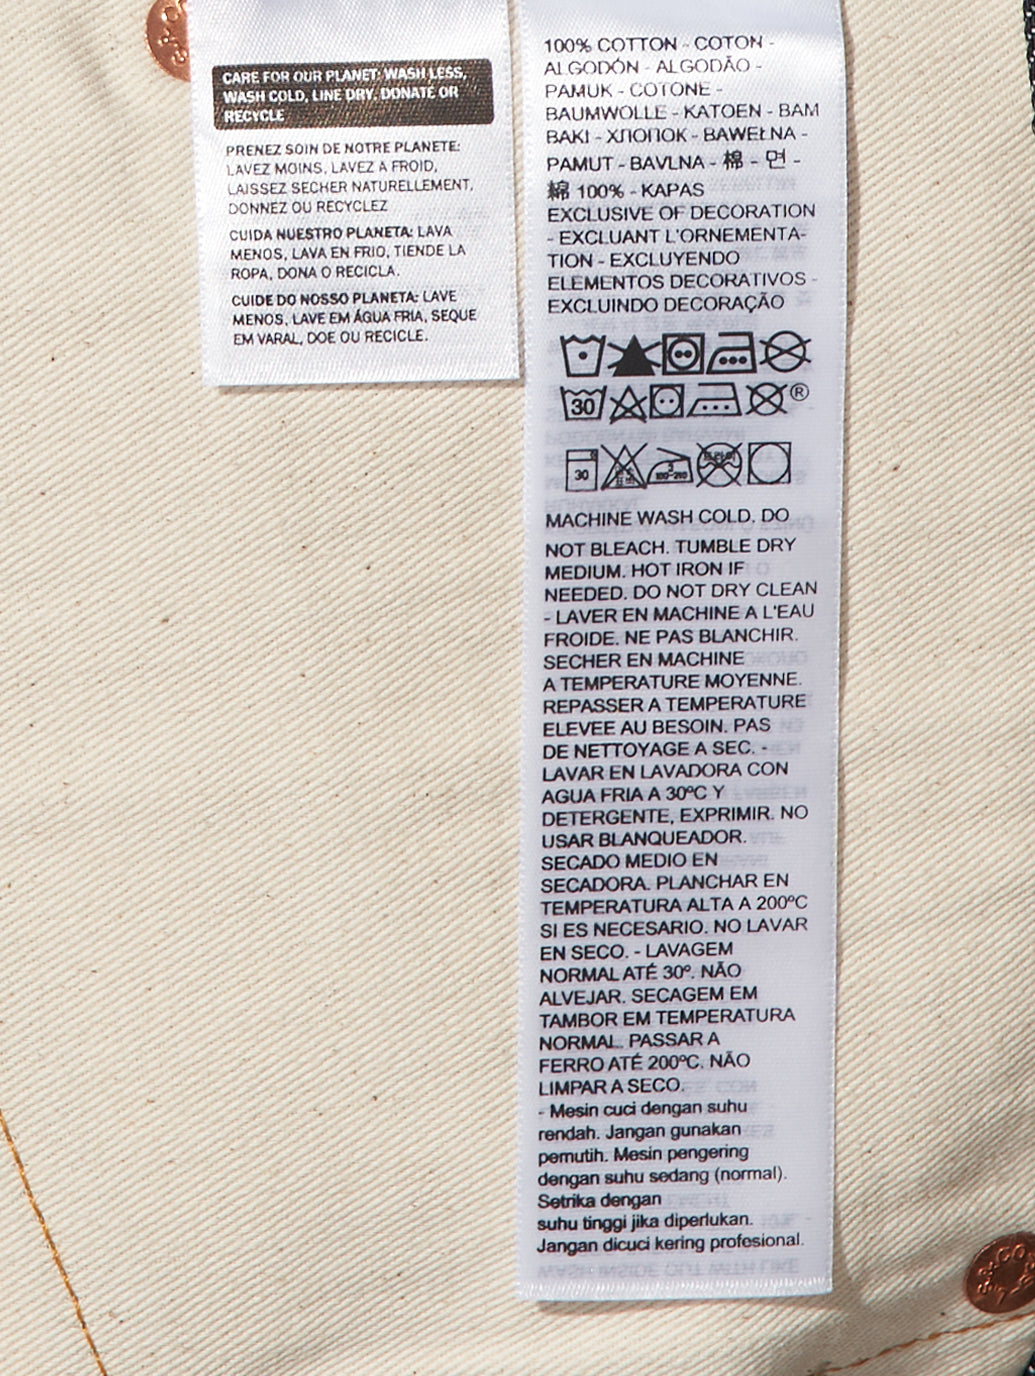 CARE FOR OUR PLANET: WASH LESS,
WASH COLD, LINE DRY, DONATE OR
RECYCLE
PRENEZ SOIN DE NOTRE PLANETE:
LAVEZ MOINS, LAVEZ A FROID,
LAISSEZ SECHER NATURELLEMENT,
DONNEZ OU RECYCLEZ
CUIDA NUESTRO PLANETA: LAVA
MENOS, LAVA EN FRIO, TIENDE LA
ROPA, DONA O RECICLA.
CUIDE DO NOSSO PLANETA: LAVE
MENOS, LAVE EM ÁGUA FRIA, SEQUE
EM VARAL, DOE OU RECICLE.
100% COTTON - COTON -
ALGODÓN - ALGODÃO -
PAMUK - COTONE -
BAUMWOLLE - KATOEN - BAM
BAKI - ХЛОПОК - BAWEŁNA -
PAMUT - BAVLNA - 棉 - 면 -
綿 100% - KAPAS
EXCLUSIVE OF DECORATION
- EXCLUANT L'ORNEMENTA-
TION - EXCLUYENDO
ELEMENTOS DECORATIVOS -
EXCLUINDO DECORAÇÃO
30 ®
30
MACHINE WASH COLD. DO
NOT BLEACH. TUMBLE DRY
MEDIUM. HOT IRON IF
NEEDED. DO NOT DRY CLEAN
- LAVER EN MACHINE A L'EAU
FROIDE. NE PAS BLANCHIR.
SECHER EN MACHINE
A TEMPERATURE MOYENNE.
REPASSER A TEMPERATURE
ELEVEE AU BESOIN. PAS
DE NETTOYAGE A SEC. -
LAVAR EN LAVADORA CON
AGUA FRIA A 30ºC Y
DETERGENTE, EXPRIMIR. NO
USAR BLANQUEADOR.
SECADO MEDIO EN
SECADORA. PLANCHAR EN
TEMPERATURA ALTA A 200ºC
SI ES NECESARIO. NO LAVAR
EN SECO. - LAVAGEM
NORMAL ATÉ 30º. NÃO
ALVEJAR. SECAGEM EM
TAMBOR EM TEMPERATURA
NORMAL. PASSAR A
FERRO ATÉ 200ºC. NÃO
LIMPAR A SECO.
- Mesin cuci dengan suhu
rendah. Jangan gunakan
pemutih. Mesin pengering
dengan suhu sedang (normal).
Setrika dengan
suhu tinggi jika diperlukan.
Jangan dicuci kering profesional.